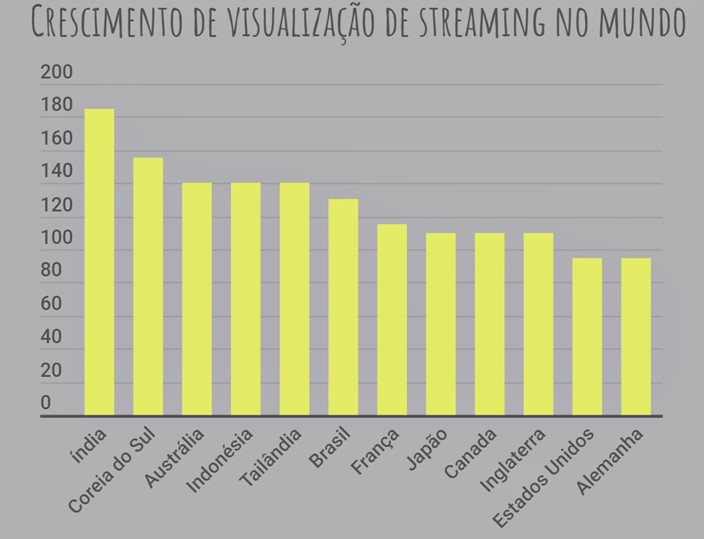 Crescimento de visualização de streaming no mundo
200
180
160
140
120
100
80
60
40
20
0
índia
Coreia do Sul
Austrália
Indonésia
Tailândia
Brasil
França
Japão
Canada
Inglaterra
Estados Unidos
Alemanha